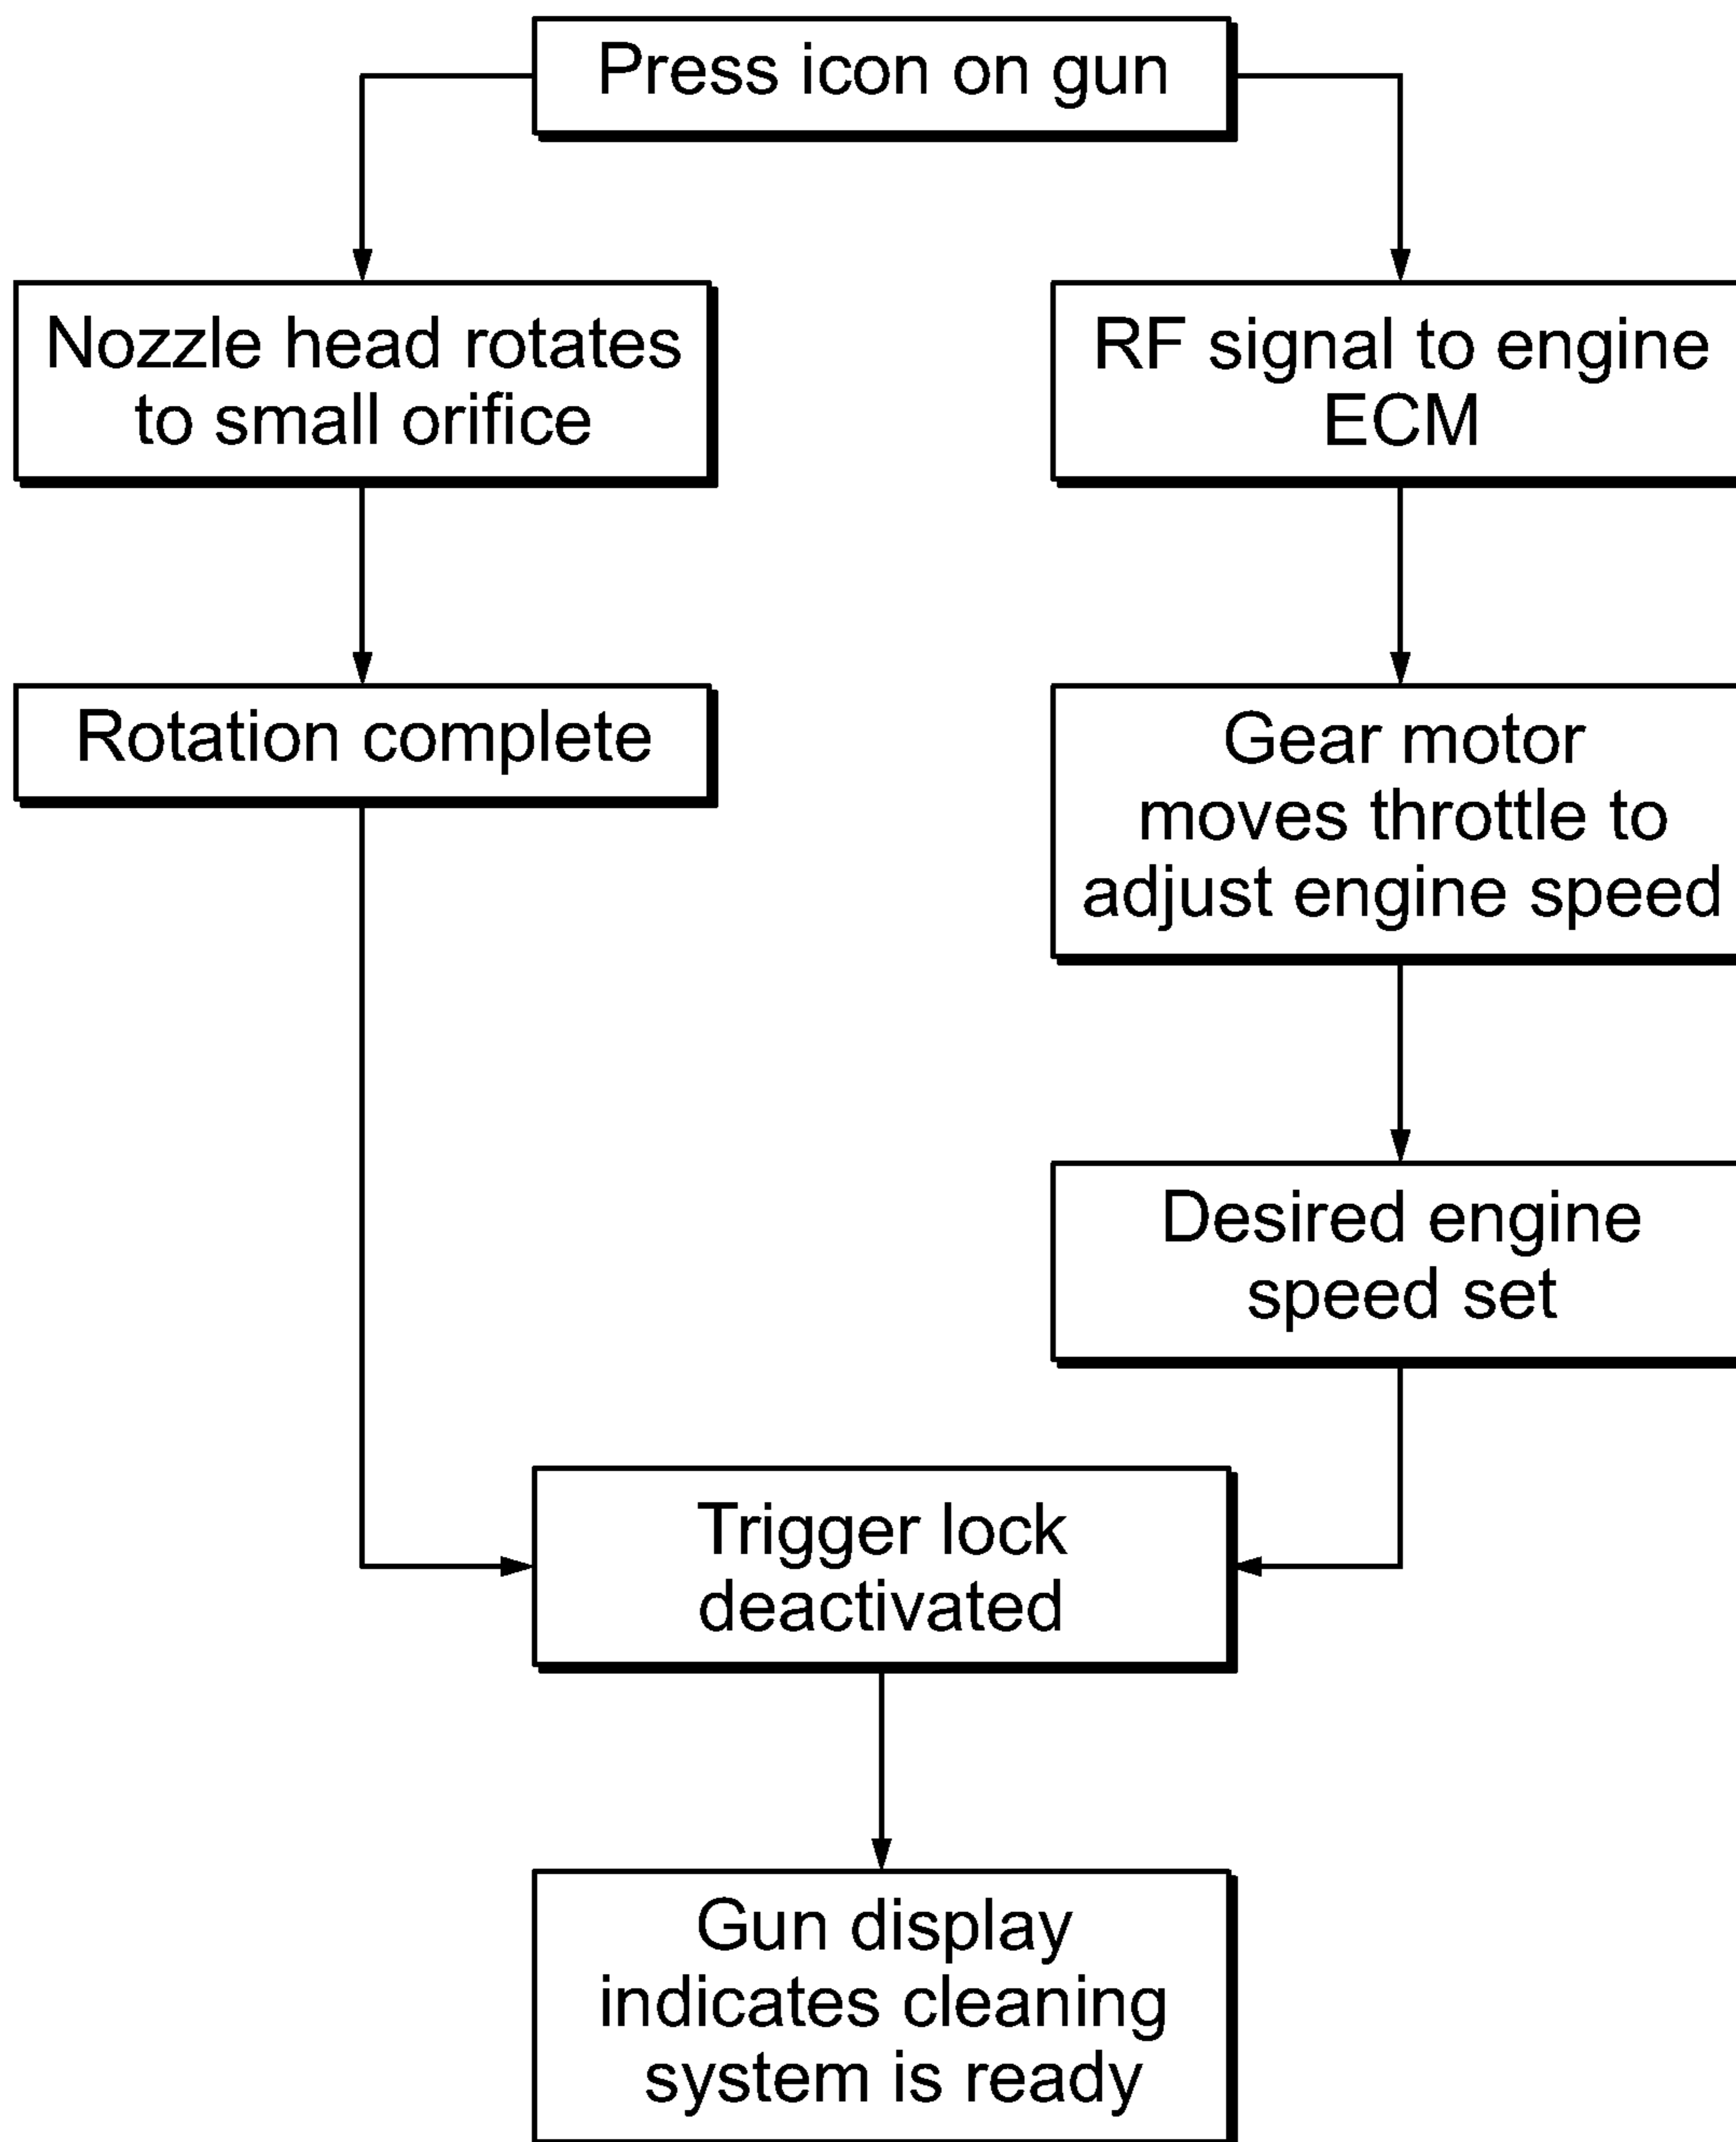 Press icon on gun
Nozzle head rotates
to small orifice
RF signal to engine
ECM
Rotation complete
Gear motor
moves throttle to
adjust engine speed
Desired engine
speed set
Trigger lock
deactivated
Gun display
indicates cleaning
system is ready